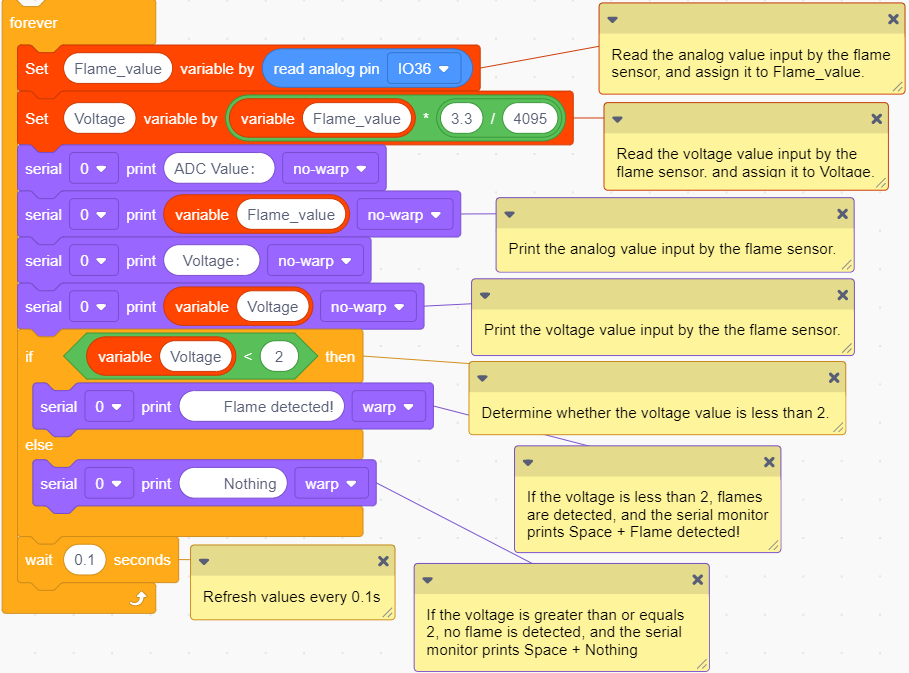 forever
Set Flame_value variable by read analog pin IO36
Read the analog value input by the flame
sensor, and assign it to Flame_value.
Set Voltage variable by variable Flame_value * 3.3 / 4095
Read the voltage value input by the
flame sensor. and assign it to Voltage.
serial 0 print ADC Value: no-warp
serial 0 print variable Flame_value no-warp
Print the analog value input by the flame sensor.
serial 0 print Voltage: no-warp
serial 0 print variable Voltage no-warp
Print the voltage value input by the the flame sensor.
if variable Voltage < 2 then
Determine whether the voltage value is less than 2.
serial 0 print Flame detected! warp
If the voltage is less than 2, flames
are detected, and the serial monitor
prints Space + Flame detected!
else
serial 0 print Nothing warp
If the voltage is greater than or equals
2, no flame is detected, and the serial
monitor prints Space + Nothing
wait 0.1 seconds
Refresh values every 0.1s